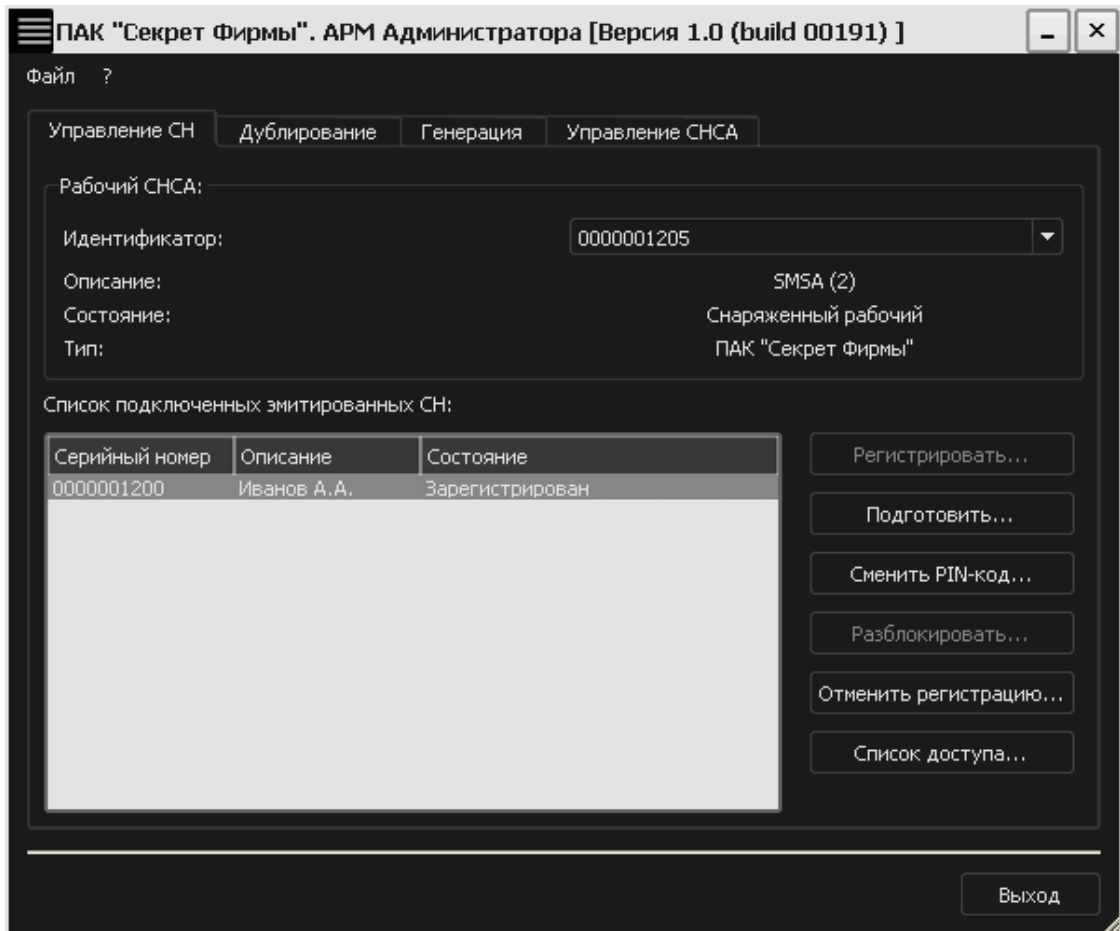 ПАК "Секрет Фирмы". АРМ Администратора [Версия 1.0 (build 00191) ]
Файл ?
Управление СН Дублирование Генерация Управление СНСА
Рабочий СНСА:
Идентификатор: 0000001205
Описание: SMSA (2)
Состояние: Снаряженный рабочий
Тип: ПАК "Секрет Фирмы"
Список подключенных эмитированных СН:
Серийный номер Описание Состояние
0000001200 Иванов А.А. Зарегистрирован
Регистрировать...
Подготовить...
Сменить PIN-код...
Разблокировать...
Отменить регистрацию...
Список доступа...
Выход